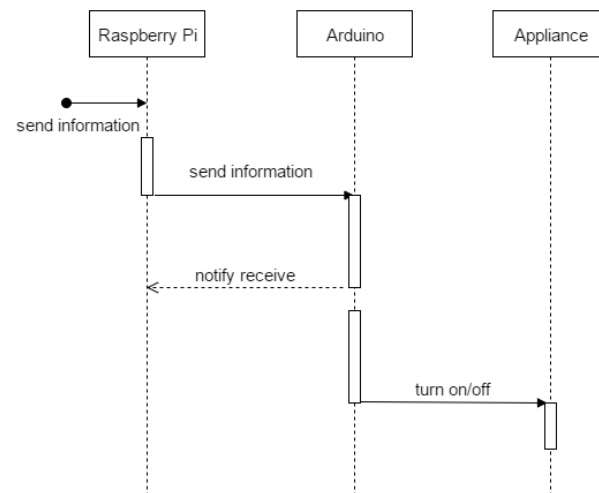 Raspberry Pi
Arduino
Appliance
send information
send information
notify receive
turn on/off